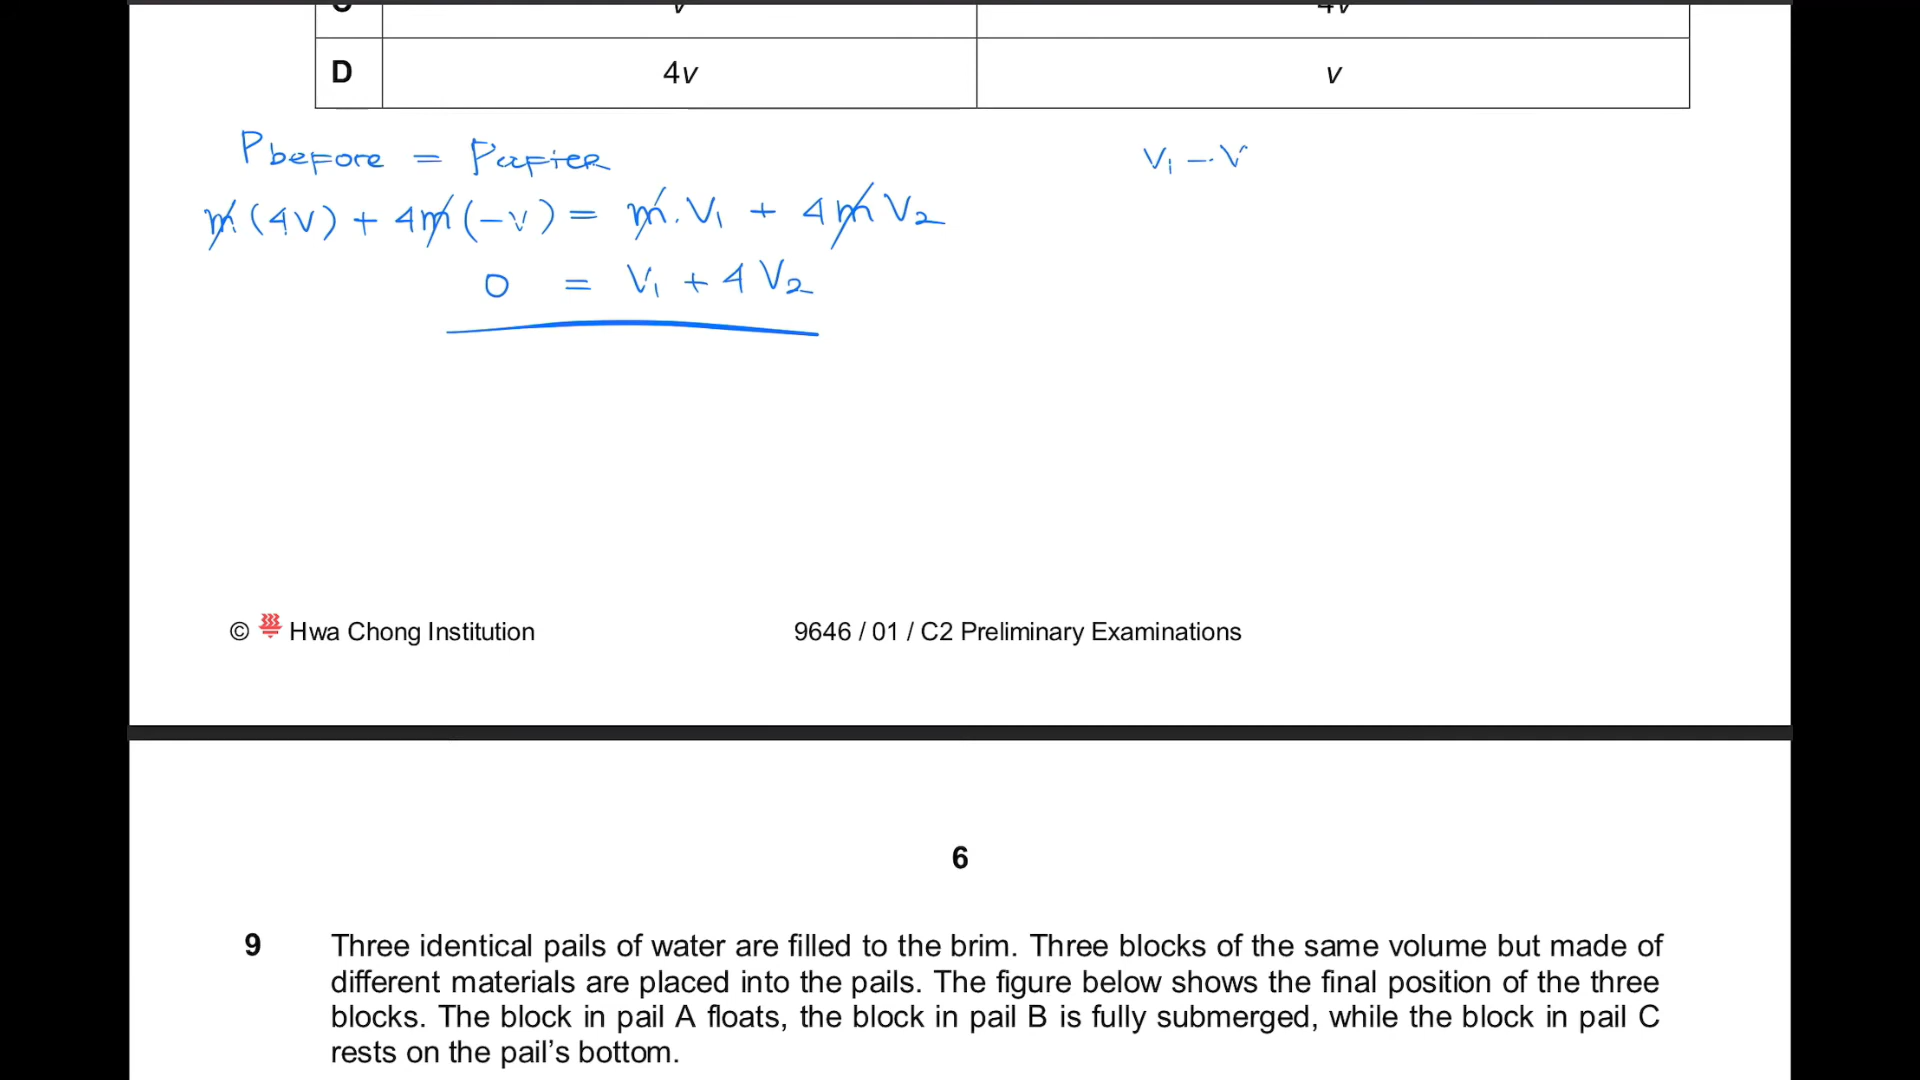 D 4v v
Pbefore = Pafter
m(4v) + 4m(-v) = m.V₁ + 4mV₂
V₁ - V
0 = V₁ + 4V₂
© Hwa Chong Institution 9646 / 01 / C2 Preliminary Examinations
6
9 Three identical pails of water are filled to the brim. Three blocks of the same volume but made of
different materials are placed into the pails. The figure below shows the final position of the three
blocks. The block in pail A floats, the block in pail B is fully submerged, while the block in pail C
rests on the pail's bottom.